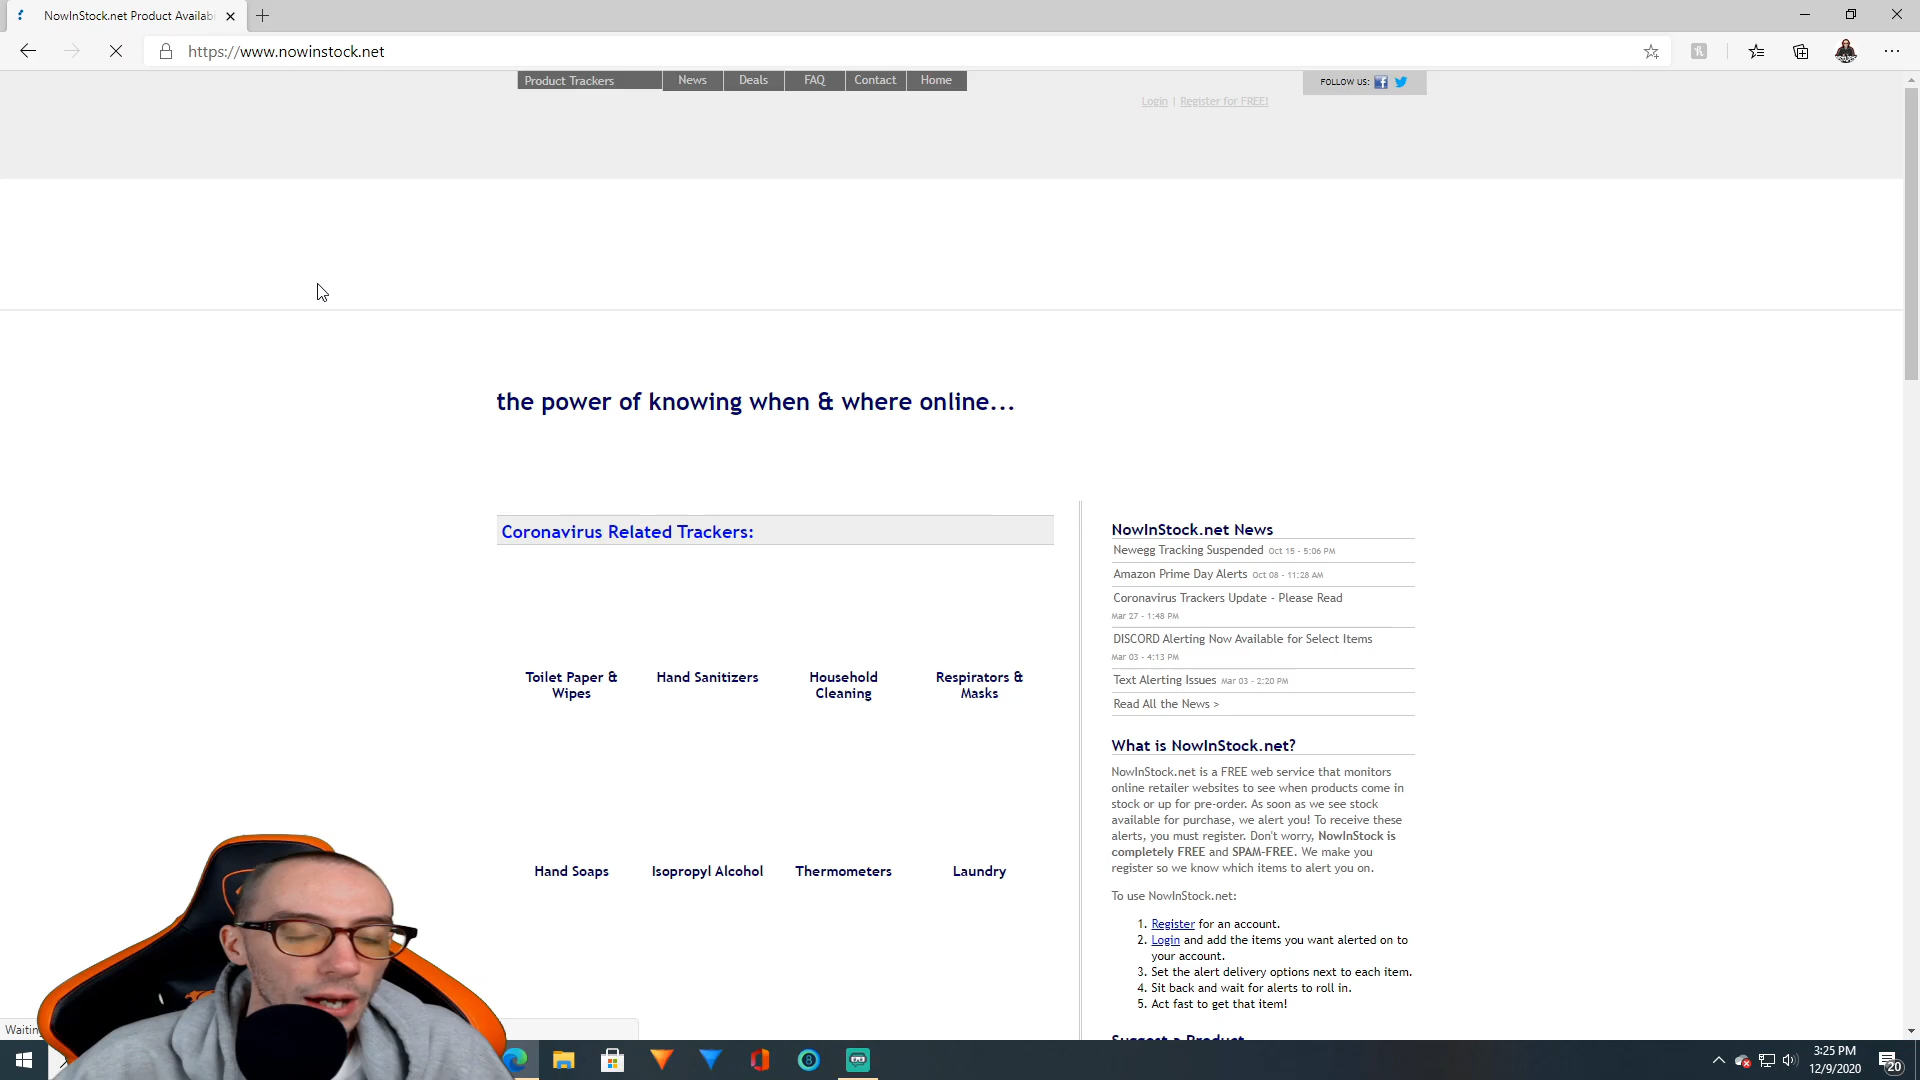 NowInStock.net Product Availab
https://www.nowinstock.net
Product Trackers
News
Deals
FAQ
Contact
Home
FOLLOW US:
Login | Register for FREE!
the power of knowing when & where online...
Coronavirus Related Trackers:
Toilet Paper &
Wipes
Hand Sanitizers
Household
Cleaning
Respirators &
Masks
Hand Soaps
Isopropyl Alcohol
Thermometers
Laundry
NowInStock.net News
Newegg Tracking Suspended Oct 15 - 5:06 PM
Amazon Prime Day Alerts Oct 08 - 11:28 AM
Coronavirus Trackers Update - Please Read
Mar 27 - 1:48 PM
DISCORD Alerting Now Available for Select Items
Mar 03 - 4:13 PM
Text Alerting Issues Mar 03 - 2:20 PM
Read All the News >
What is NowInStock.net?
NowInStock.net is a FREE web service that monitors
online retailer websites to see when products come in
stock or up for pre-order. As soon as we see stock
available for purchase, we alert you! To receive these
alerts, you must register. Don't worry, NowInStock is
completely FREE and SPAM-FREE. We make you
register so we know which items to alert you on.
To use NowInStock.net:
1. Register for an account.
2. Login and add the items you want alerted on to
your account.
3. Set the alert delivery options next to each item.
4. Sit back and wait for alerts to roll in.
5. Act fast to get that item!
Suggest a Product
3:25 PM
12/9/2020
20